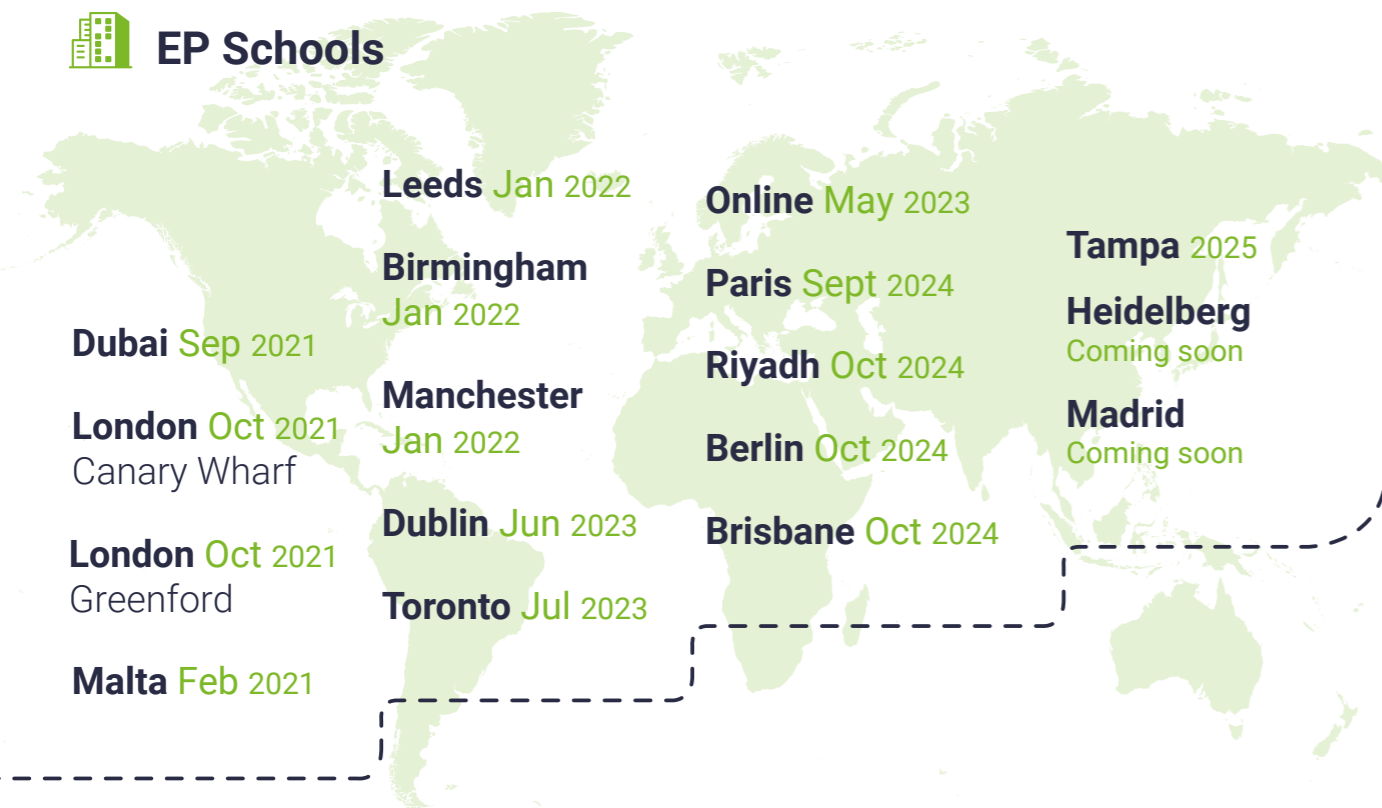 EP Schools
Dubai Sep 2021
London Oct 2021
Canary Wharf
London Oct 2021
Greenford
Malta Feb 2021
Leeds Jan 2022
Birmingham
Jan 2022
Manchester
Jan 2022
Dublin Jun 2023
Toronto Jul 2023
Online May 2023
Paris Sept 2024
Riyadh Oct 2024
Berlin Oct 2024
Brisbane Oct 2024
Tampa 2025
Heidelberg
Coming soon
Madrid
Coming soon